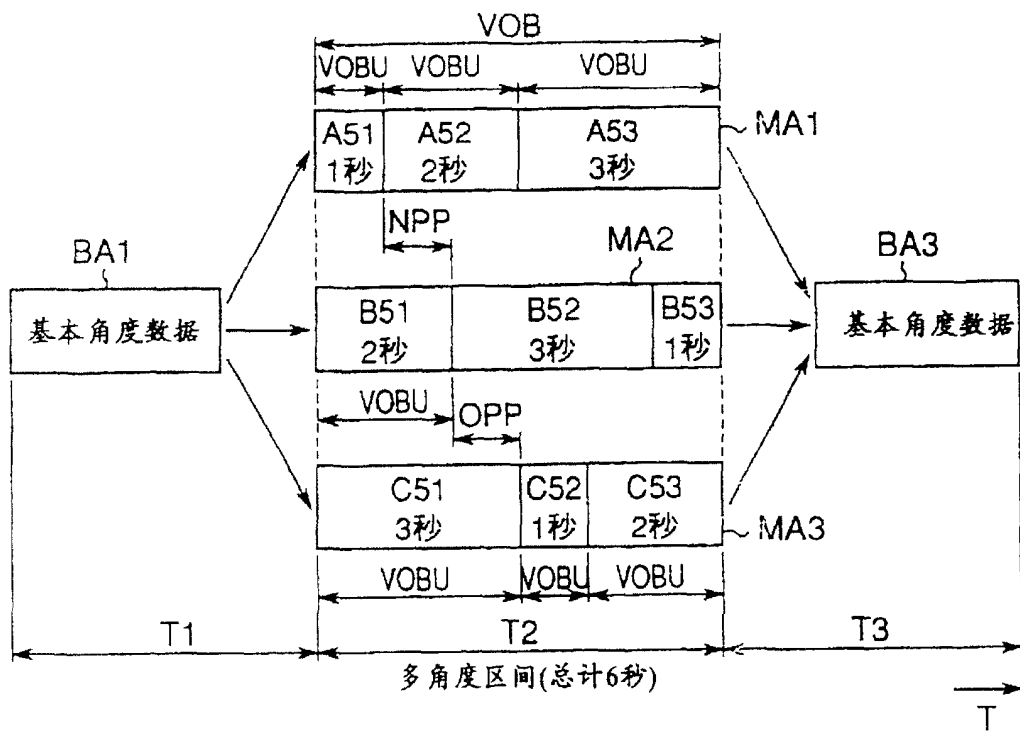 VOB
VOBU VOBU VOBU
A51 A52 A53 MA1
1秒 2秒 3秒
NPP MA2
BA1 BA3
基本角度数据 B51 B52 B53 基本角度数据
2秒 3秒 1秒
VOBU OPP
C51 C52 C53
3秒 1秒 2秒 MA3
VOBU VOBU VOBU
T1 T2 T3
多角度区间(总计6秒)
T